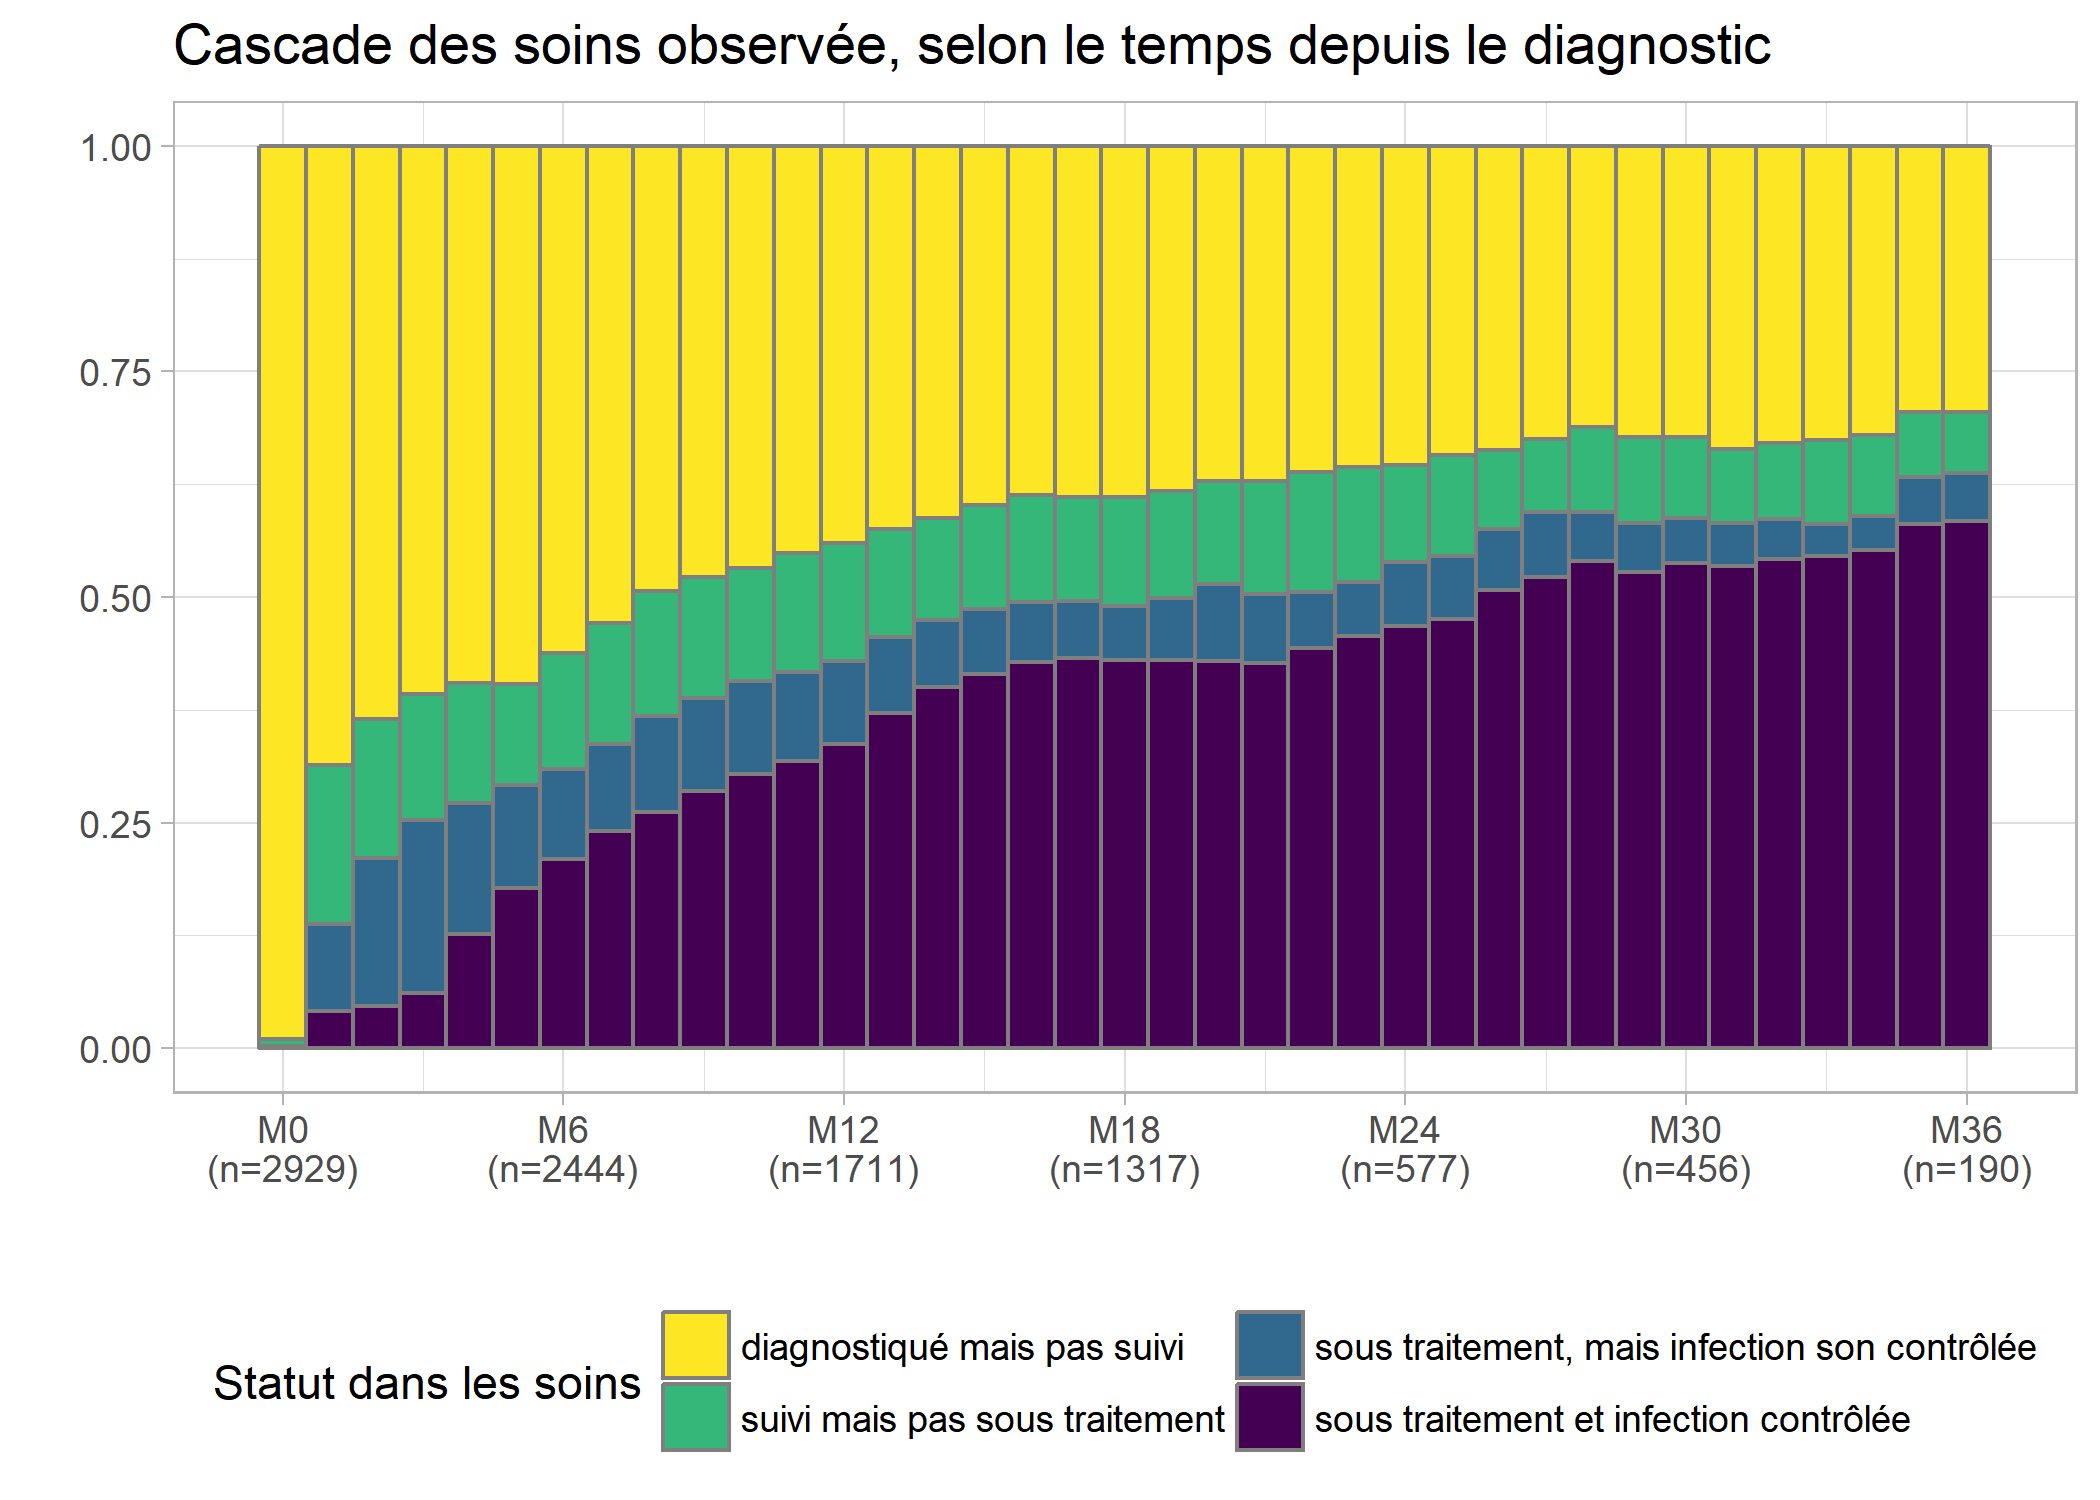 Cascade des soins observée, selon le temps depuis le diagnostic
1.00
0.75
0.50
0.25
0.00
M0 M6 M12 M18 M24 M30 M36
(n=2929) (n=2444) (n=1711) (n=1317) (n=577) (n=456) (n=190)
Statut dans les soins
diagnostiqué mais pas suivi
suivi mais pas sous traitement
sous traitement, mais infection son contrôlée
sous traitement et infection contrôlée